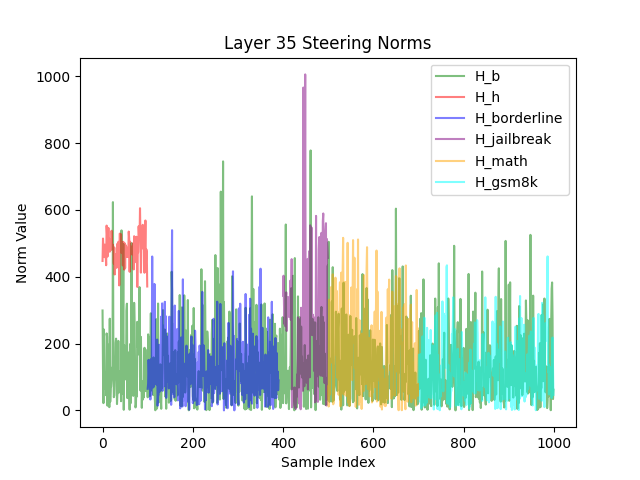 Layer 35 Steering Norms
Norm Value
1000
800
600
400
200
0
H_b
H_h
H_borderline
H_jailbreak
H_math
H_gsm8k
0 200 400 600 800 1000
Sample Index